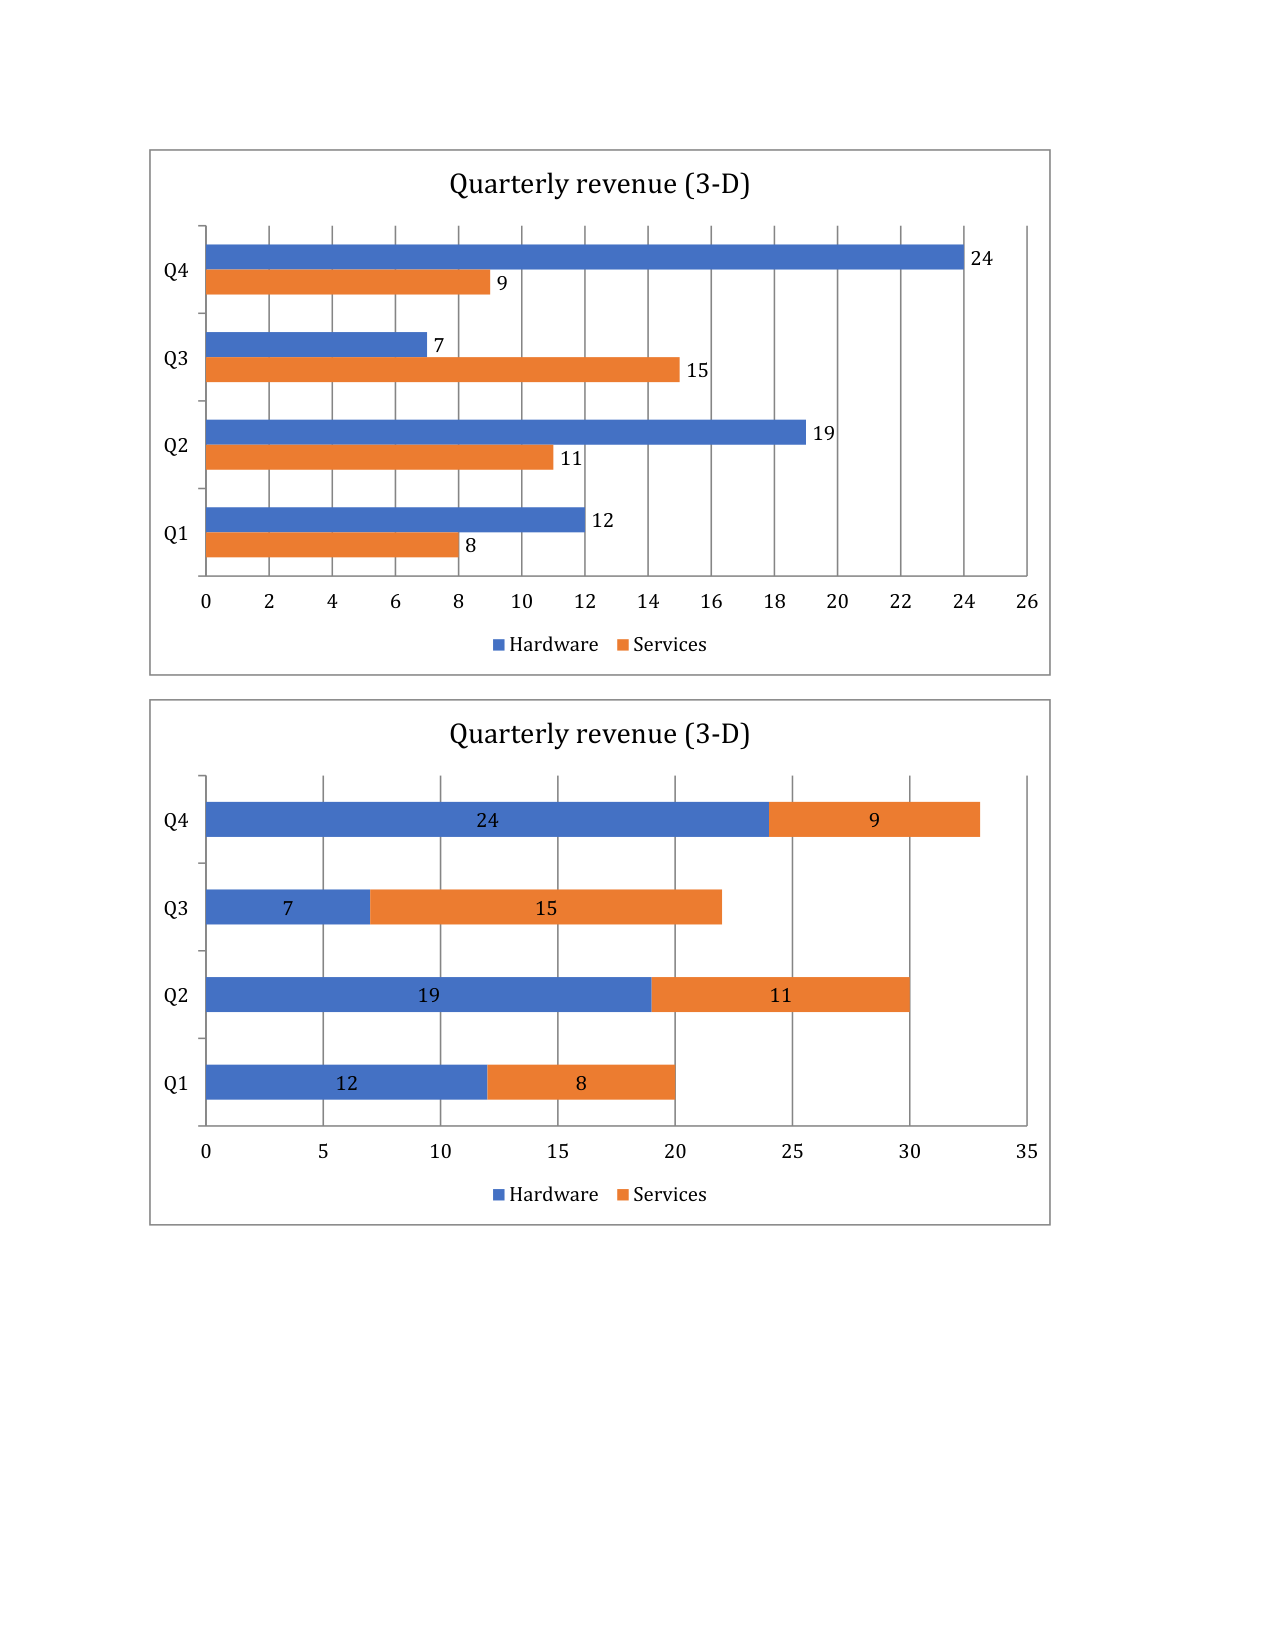 Quarterly revenue (3-D)
Q4
24
9
Q3
7
15
Q2
19
11
Q1
12
8
0 2 4 6 8 10 12 14 16 18 20 22 24 26
Hardware Services
Quarterly revenue (3-D)
Q4 24 9
Q3 7 15
Q2 19 11
Q1 12 8
0 5 10 15 20 25 30 35
Hardware Services